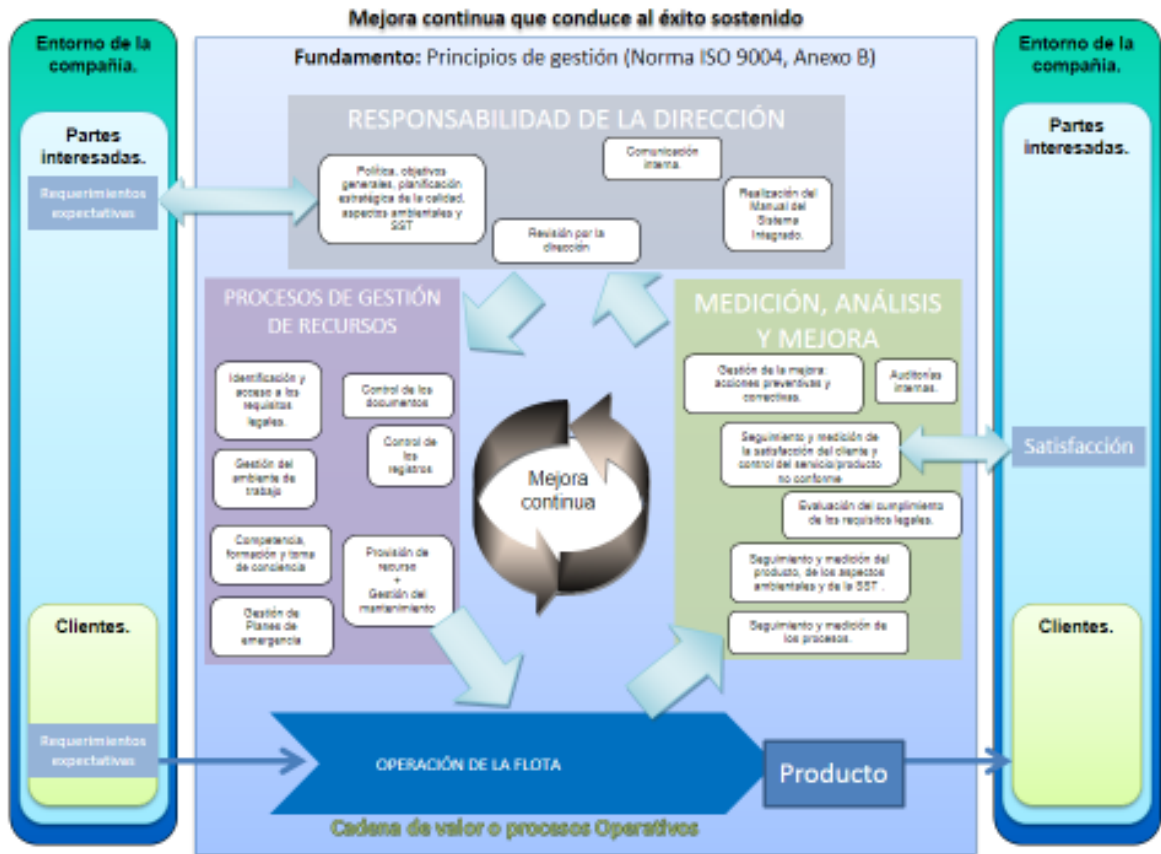 Mejora continua que conduce al éxito sostenido
Entorno de la
compañía.
Partes
interesadas.
Requerimientos
expectativas
Clientes.
Requerimientos
expectativas
Fundamento: Principios de gestión (Norma ISO 9004, Anexo B)
RESPONSABILIDAD DE LA DIRECCIÓN
Política, objetivos
generales, planificación
estratégica de la calidad,
aspectos ambientales y
SST
Comunicación
interna.
Revisión por la
dirección
Realización del
Manual del
Sistema
Integrado.
PROCESOS DE GESTIÓN
DE RECURSOS
Identificación y
acceso a los
requisitos
legales.
Control de los
documentos
Control de
los
registros
Gestión del
ambiente de
trabajo
Competencia,
formación y toma
de conciencia
Provisión de
recurso
+
Gestión del
mantenimiento
Gestión de
Planes de
emergencia
Mejora
continua
MEDICIÓN, ANÁLISIS
Y MEJORA
Gestión de la mejora:
acciones preventivas y
correctivas.
Auditorías
internas.
Seguimiento y medición de
la satisfacción del cliente y
control del servicio/producto
no conforme
Evaluación del cumplimiento
de los requisitos legales.
Seguimiento y medición del
producto, de los aspectos
ambientales y de la SST .
Seguimiento y medición de
los procesos.
OPERACIÓN DE LA FLOTA
Producto
Cadena de valor o procesos Operativos
Entorno de la
compañía.
Partes
interesadas.
Satisfacción
Clientes.